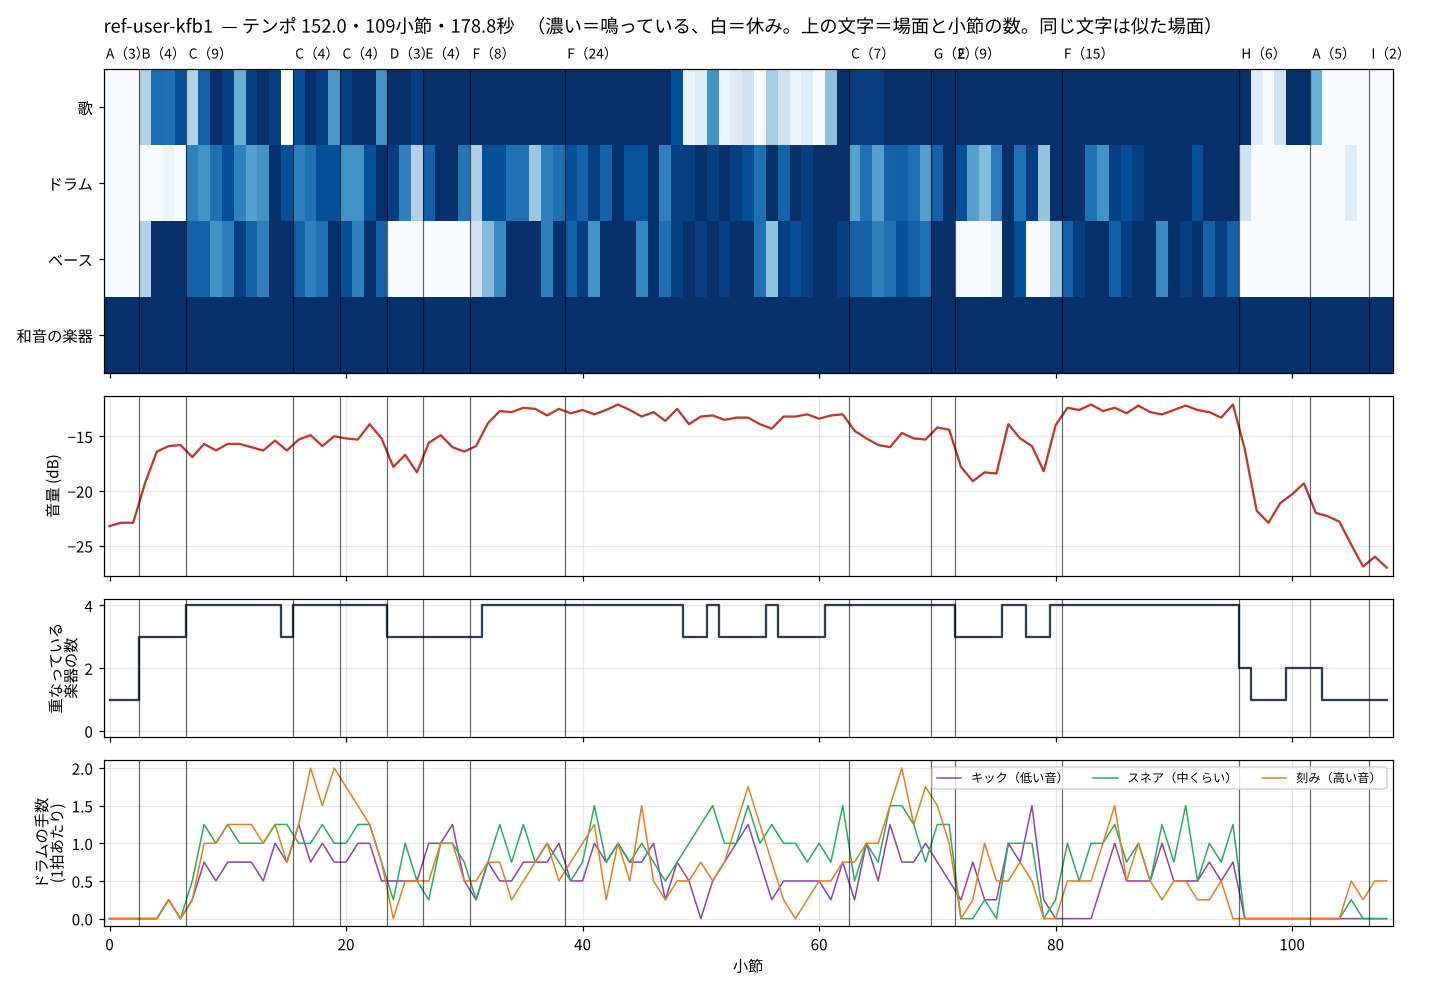 ref-user-kfb1 — テンポ 152.0・109小節・178.8秒 （濃い＝鳴っている、白＝休み。上の文字＝場面と小節の数。同じ文字は似た場面）
A（3） B（4） C（9） C（4） C（4） D（3） E（4） F（8） F（24） C（7） G（2） E（9） F（15） H（6） A（5） I（2）
歌
ドラム
ベース
和音の楽器
音量 (dB)
−15
−20
−25
重なっている
楽器の数
4
2
0
ドラムの手数
(1拍あたり)
2.0
1.5
1.0
0.5
0.0
キック（低い音） スネア（中くらい） 刻み（高い音）
0 20 40 60 80 100
小節